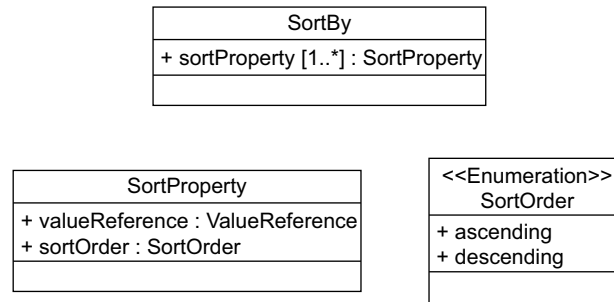 SortBy
+ sortProperty [1..*] : SortProperty
SortProperty
+ valueReference : ValueReference
+ sortOrder : SortOrder
<<Enumeration>>
SortOrder
+ ascending
+ descending